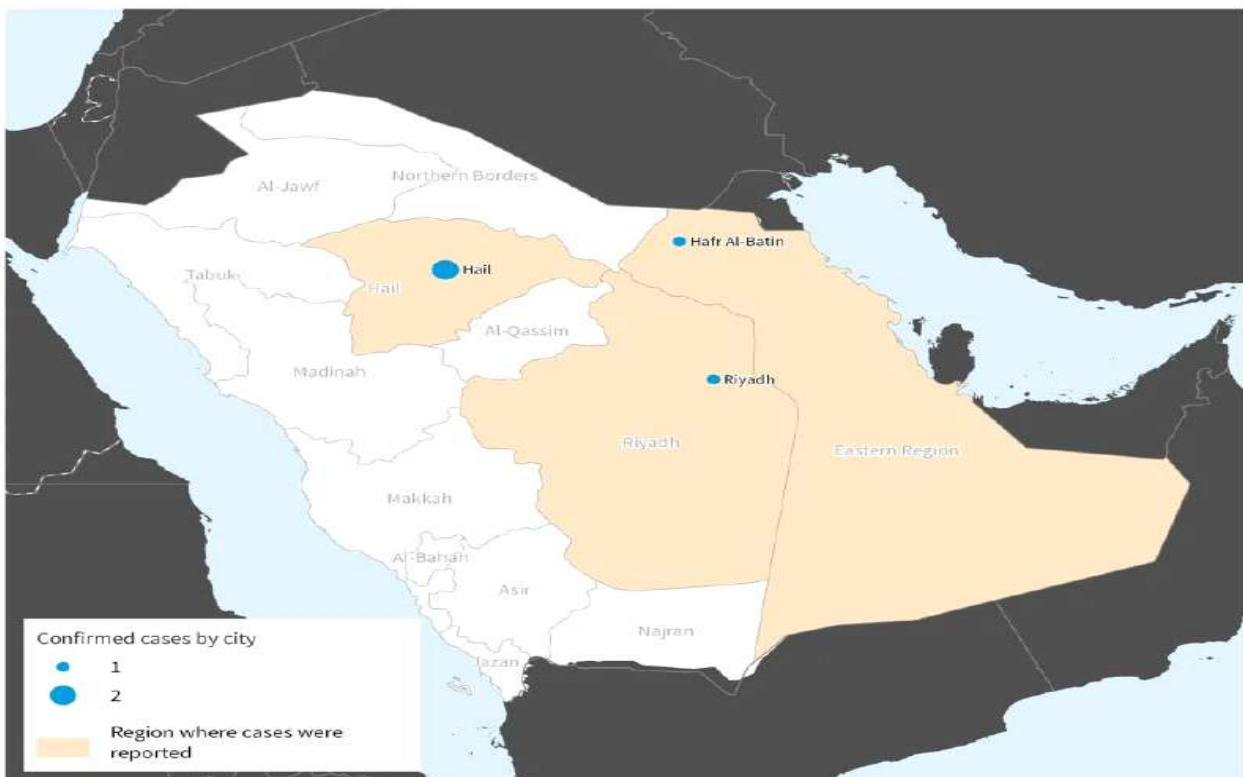 Northern Borders
Al-Jawf
Hafr Al-Batin
Hail
Tabuk
Hail
Al-Qassim
Madinah
Riyadh
Riyadh
Eastern Region
Makkah
Al-Bahah
Asir
Najran
Jazan
Confirmed cases by city
1
2
Region where cases were
reported